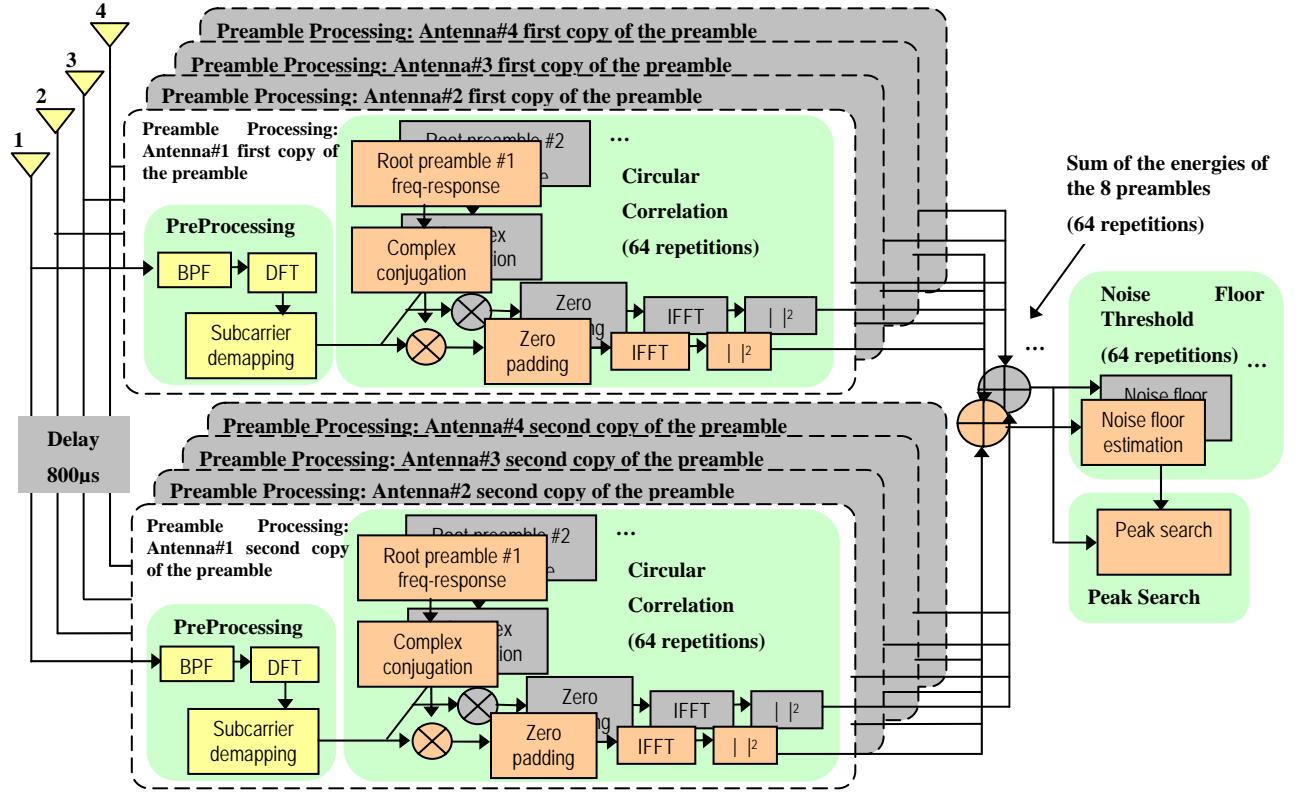 4
3
2
1
Preamble Processing: Antenna#4 first copy of the preamble
Preamble Processing: Antenna#3 first copy of the preamble
Preamble Processing: Antenna#2 first copy of the preamble
Preamble Processing:
Antenna#1 first copy of
the preamble
Root preamble #2
...
Root preamble #1
freq-response
Circular
Correlation
(64 repetitions)
PreProcessing
BPF
DFT
Subcarrier
demapping
Complex
conjugation
Zero
IFFT
| |²
Zero
padding
IFFT
| |²
Sum of the energies of
the 8 preambles
(64 repetitions)
...
Noise Floor
Threshold
(64 repetitions)
...
Noise floor
Noise floor
estimation
Peak search
Peak Search
Delay
800µs
Preamble Processing: Antenna#4 second copy of the preamble
Preamble Processing: Antenna#3 second copy of the preamble
Preamble Processing: Antenna#2 second copy of the preamble
Preamble Processing:
Antenna#1 second copy
of the preamble
Root preamble #2
...
Root preamble #1
freq-response
Circular
Correlation
(64 repetitions)
PreProcessing
BPF
DFT
Subcarrier
demapping
Complex
conjugation
Zero
IFFT
| |²
Zero
padding
IFFT
| |²